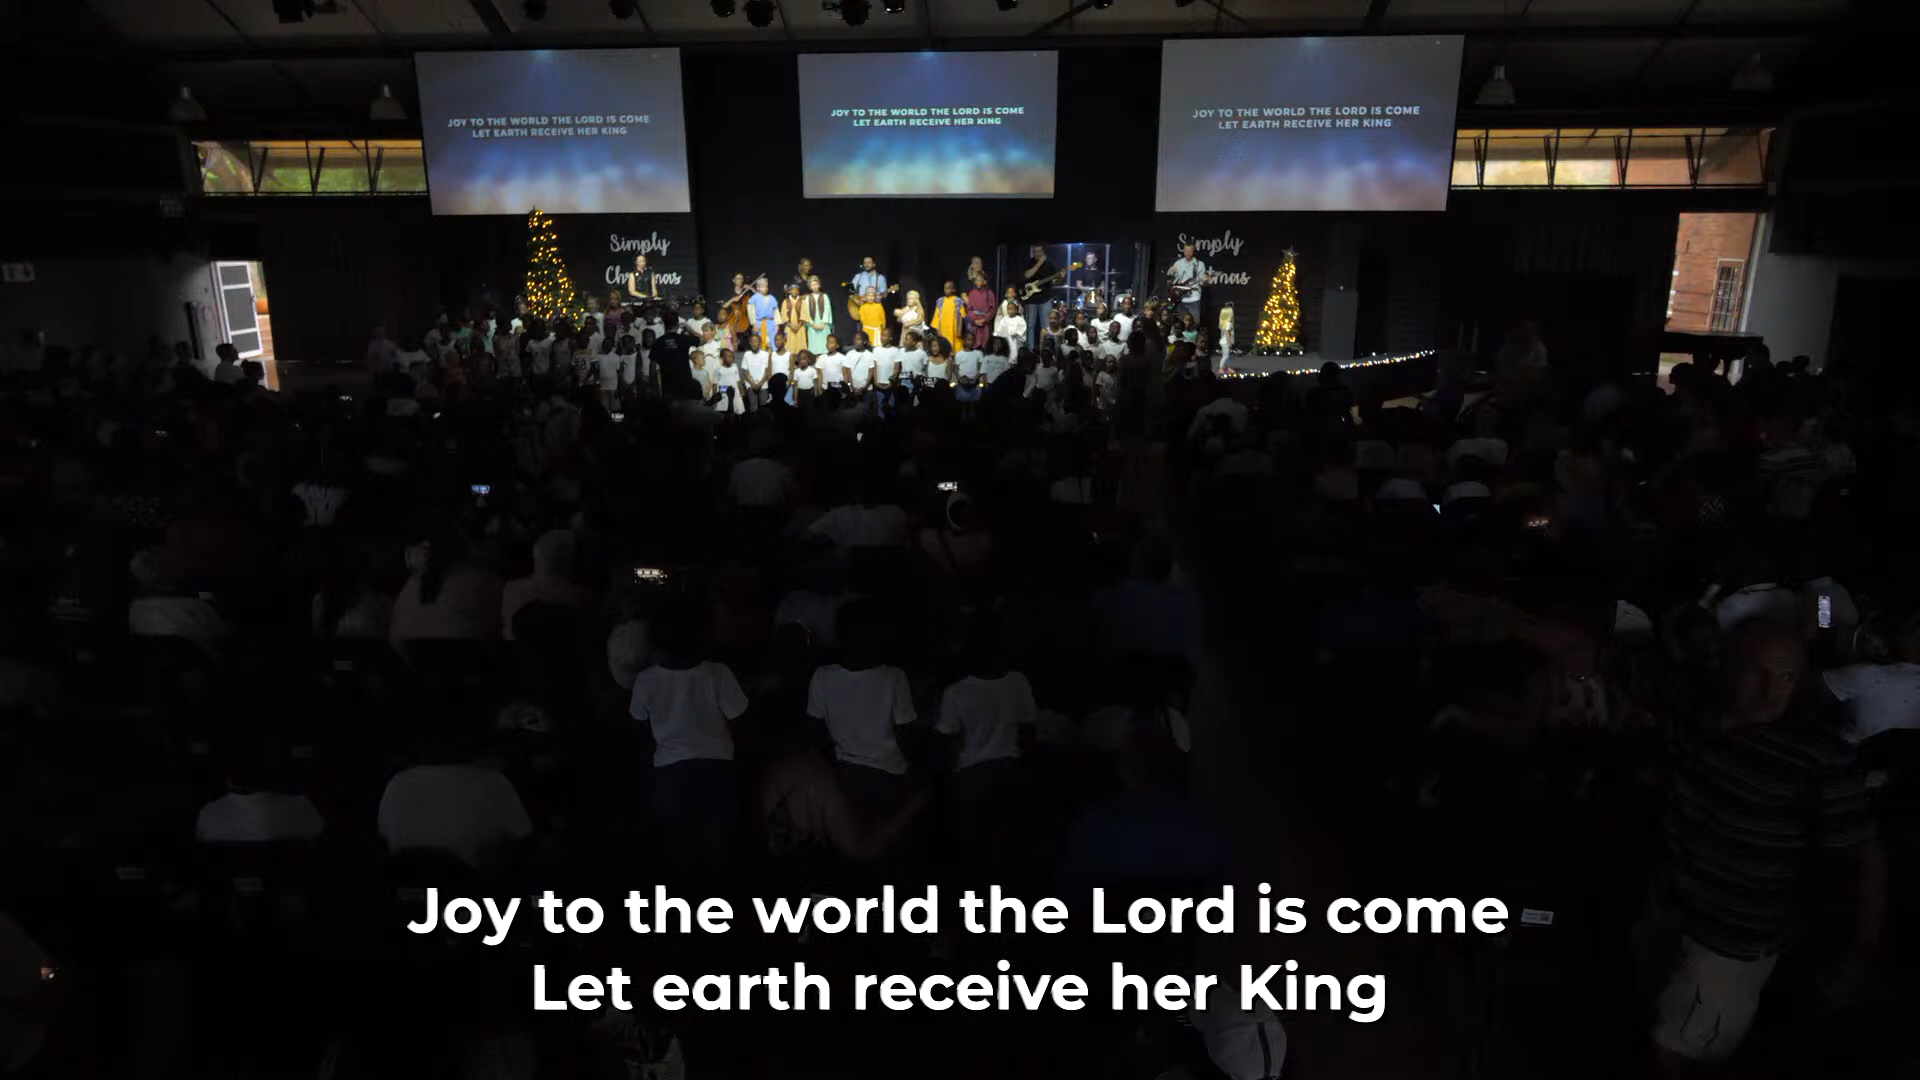 JOY TO THE WORLD THE LORD IS COME
LET EARTH RECEIVE HER KING
JOY TO THE WORLD THE LORD IS COME
LET EARTH RECEIVE HER KING
JOY TO THE WORLD THE LORD IS COME
LET EARTH RECEIVE HER KING
Simply
Simply
Joy to the world the Lord is come
Let earth receive her King